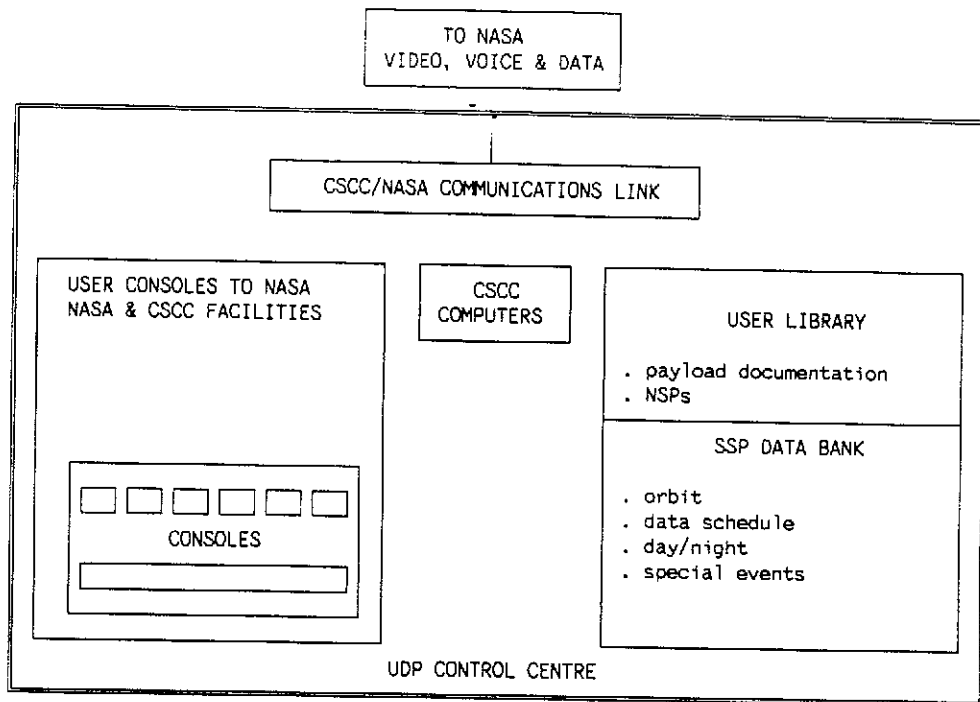 TO NASA
VIDEO, VOICE & DATA
CSCC/NASA COMMUNICATIONS LINK
USER CONSOLES TO NASA
NASA & CSCC FACILITIES
CONSOLES
CSCC
COMPUTERS
USER LIBRARY
. payload documentation
. NSPs
SSP DATA BANK
. orbit
. data schedule
. day/night
. special events
UDP CONTROL CENTRE